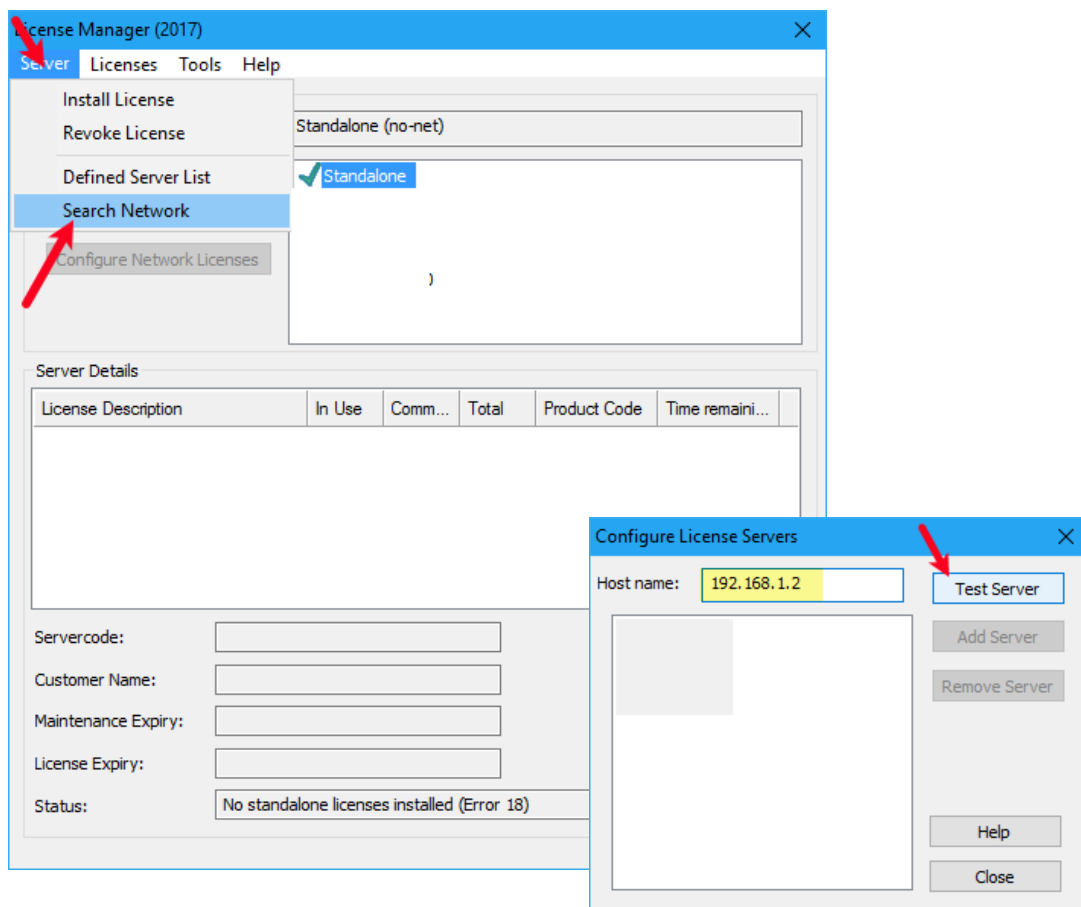 License Manager (2017)
Server Licenses Tools Help
Install License
Revoke License
Defined Server List
Search Network
Standalone (no-net)
Standalone
Configure Network Licenses
)
Server Details
License Description In Use Comm... Total Product Code Time remaini...
Servercode:
Customer Name:
Maintenance Expiry:
License Expiry:
Status: No standalone licenses installed (Error 18)
Configure License Servers
Host name: 192.168.1.2 Test Server
Add Server
Remove Server
Help
Close